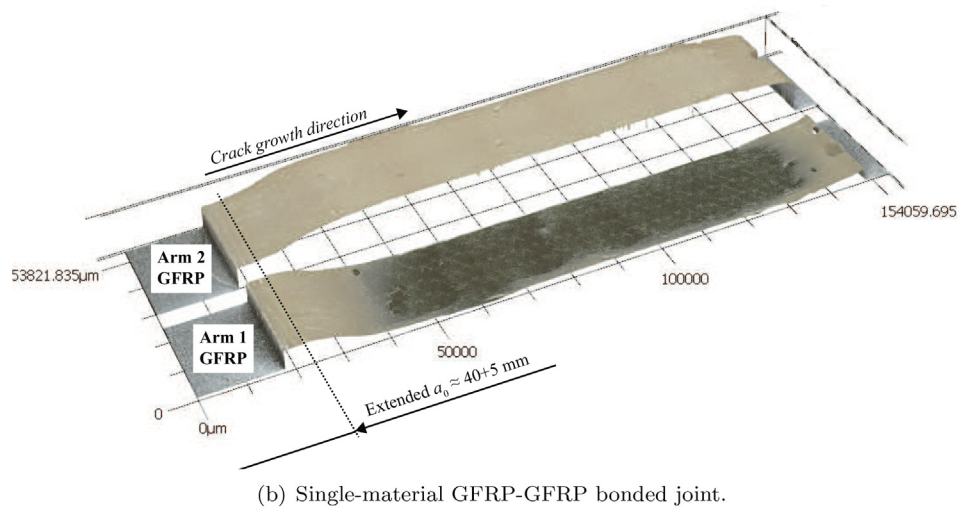 Crack growth direction
154059.695
53821.835µm
Arm 2
GFRP
100000
Arm 1
GFRP
50000
Extended a₀ ≈ 40+5 mm
0
0µm
(b) Single-material GFRP-GFRP bonded joint.